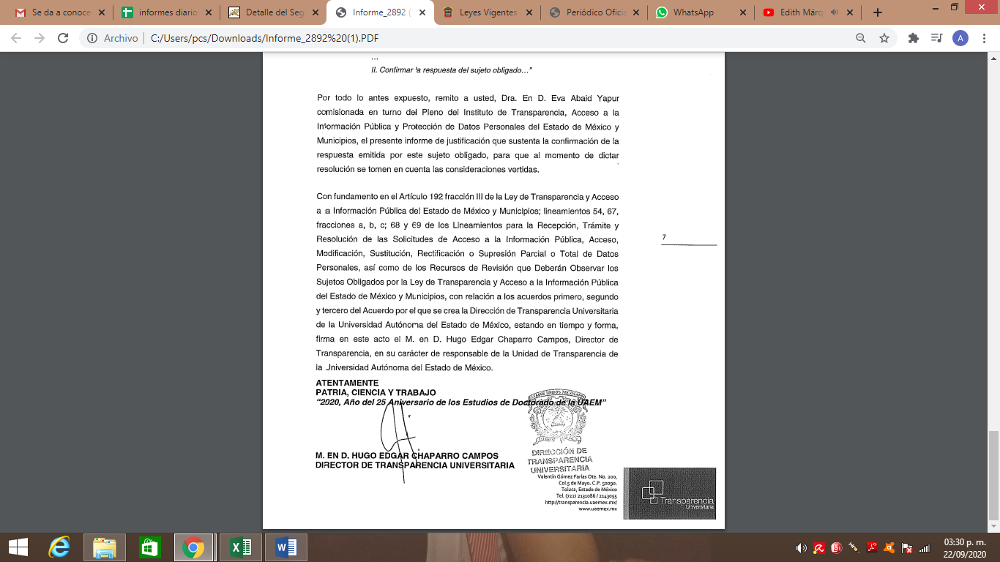 Se da a conoce
informes diario
Detalle del Seg
Informe_2892 (
Leyes Vigentes
Periódico Oficia
WhatsApp
Edith Márq
Archivo
C:/Users/pcs/Downloads/Informe_2892%20(1).PDF
A
...
II. Confirmar la respuesta del sujeto obligado…”
Por todo lo antes expuesto, remito a usted, Dra. En D. Eva Abaid Yapur
comisionada en turno del Pleno del Instituto de Transparencia, Acceso a la
Información Pública y Protección de Datos Personales del Estado de México y
Municipios, el presente informe de justificación que sustenta la confirmación de la
respuesta emitida por este sujeto obligado, para que al momento de dictar
resolución se tomen en cuenta las consideraciones vertidas.
Con fundamento en el Artículo 192 fracción III de la Ley de Transparencia y Acceso
a la Información Pública del Estado de México y Municipios; lineamientos 54, 67,
fracciones a, b, c; 68 y 69 de los Lineamientos para la Recepción, Trámite y
Resolución de las Solicitudes de Acceso a la Información Pública, Acceso,
Modificación, Sustitución, Rectificación o Supresión Parcial o Total de Datos
Personales, así como de los Recursos de Revisión que Deberán Observar los
Sujetos Obligados por la Ley de Transparencia y Acceso a la Información Pública
del Estado de México y Municipios, con relación a los acuerdos primero, segundo
y tercero del Acuerdo por el que se crea la Dirección de Transparencia Universitaria
de la Universidad Autónoma del Estado de México, estando en tiempo y forma,
firma en este acto el M. en D. Hugo Edgar Chaparro Campos, Director de
Transparencia, en su carácter de responsable de la Unidad de Transparencia de
la Universidad Autónoma del Estado de México.
7
ATENTAMENTE
PATRIA, CIENCIA Y TRABAJO
“2020, Año del 25 Aniversario de los Estudios de Doctorado de la UAEM”
M. EN D. HUGO EDGAR CHAPARRO CAMPOS
DIRECTOR DE TRANSPARENCIA UNIVERSITARIA
ESTADOS UNIDOS MEXICANOS
DIRECCIÓN DE
TRANSPARENCIA
UNIVERSITARIA
Valentín Gómez Farías Ote. No. 200,
Col.5 de Mayo. C.P. 50090.
Toluca, Estado de México
Tel. (722) 2131086 / 2143055
http://transparencia.uaemex.mx/
www.uaemex.mx
Transparencia
Universitaria
03:30 p. m.
22/09/2020